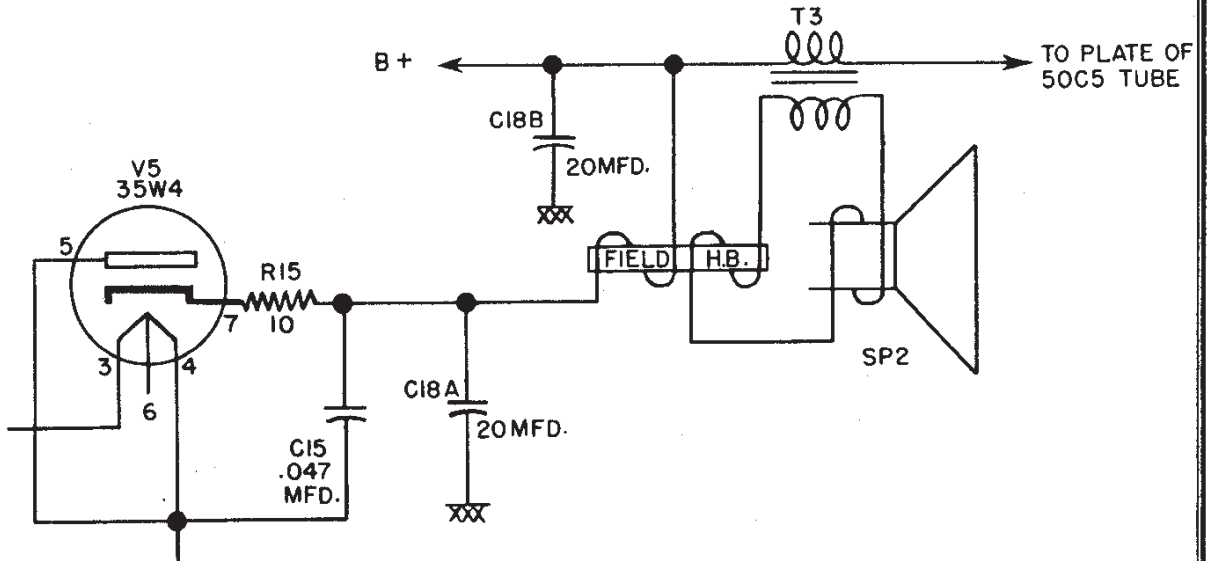 T3
B+
TO PLATE OF
50C5 TUBE
C18B
20MFD.
V5
35W4
5
FIELD
H.B.
R15
10
7
3
4
6
SP2
C18A
20MFD.
C15
.047
MFD.